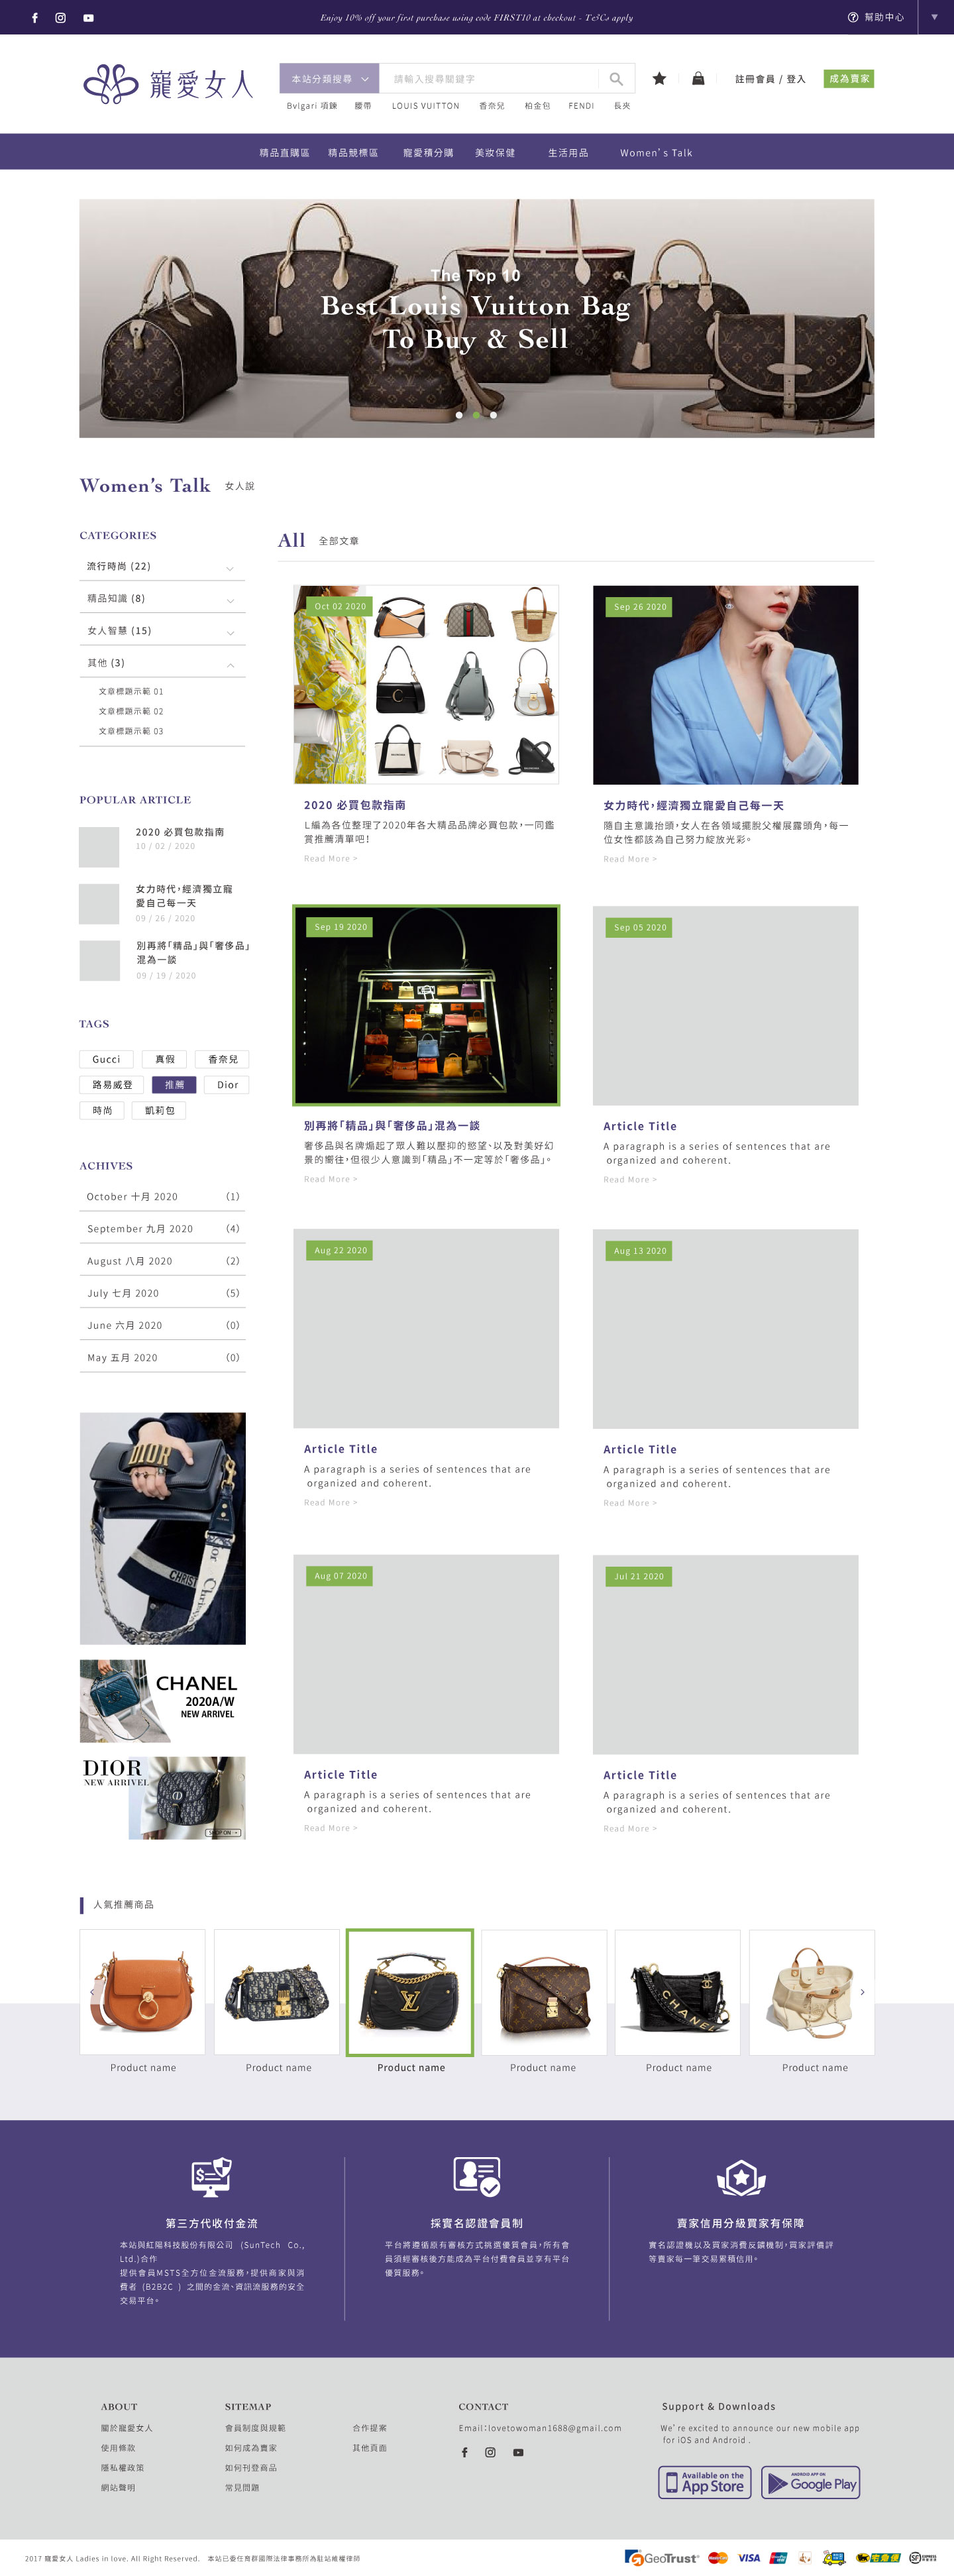 Enjoy 10% off your first purchase using code FIRST10 at checkout - T&Cs apply
幫助中心
寵愛女人
本站分類搜尋
請輸入搜尋關鍵字
註冊會員 / 登入
成為賣家
Bvlgari 項鍊 腰帶 LOUIS VUITTON 香奈兒 柏金包 FENDI 長夾
精品直購區 精品競標區 寵愛積分購 美妝保健 生活用品 Women's Talk
The Top 10
Best Louis Vuitton Bag
To Buy & Sell
Women's Talk 女人說
CATEGORIES
流行時尚 (22)
精品知識 (8)
女人智慧 (15)
其他 (3)
文章標題示範 01
文章標題示範 02
文章標題示範 03
POPULAR ARTICLE
2020 必買包款指南
10 / 02 / 2020
女力時代,經濟獨立寵
愛自己每一天
09 / 26 / 2020
別再將「精品」與「奢侈品」
混為一談
09 / 19 / 2020
TAGS
Gucci 真假 香奈兒
路易威登 推薦 Dior
時尚 凱莉包
ACHIVES
October 十月 2020 (1)
September 九月 2020 (4)
August 八月 2020 (2)
July 七月 2020 (5)
June 六月 2020 (0)
May 五月 2020 (0)
DIOR
CHRIST
Christian
CHANEL
2020A/W
NEW ARRIVEL
DIOR
NEW ARRIVEL
SHOP ON
All 全部文章
Oct 02 2020
2020 必買包款指南
L編為各位整理了2020年各大精品品牌必買包款,一同鑑
賞推薦清單吧!
Read More >
Sep 26 2020
女力時代,經濟獨立寵愛自己每一天
隨自主意識抬頭,女人在各領域擺脫父權展露頭角,每一
位女性都該為自己努力綻放光彩。
Read More >
Sep 19 2020
別再將「精品」與「奢侈品」混為一談
奢侈品與名牌煽起了眾人難以壓抑的慾望、以及對美好幻
景的嚮往,但很少人意識到「精品」不一定等於「奢侈品」。
Read More >
Sep 05 2020
Article Title
A paragraph is a series of sentences that are
organized and coherent.
Read More >
Aug 22 2020
Article Title
A paragraph is a series of sentences that are
organized and coherent.
Read More >
Aug 13 2020
Article Title
A paragraph is a series of sentences that are
organized and coherent.
Read More >
Aug 07 2020
Article Title
A paragraph is a series of sentences that are
organized and coherent.
Read More >
Jul 21 2020
Article Title
A paragraph is a series of sentences that are
organized and coherent.
Read More >
人氣推薦商品
CHANEL
Product name Product name Product name Product name Product name Product name
第三方代收付金流
本站與紅陽科技股份有限公司 (SunTech Co.,
Ltd.)合作
提供會員MSTS全方位金流服務,提供商家與消
費者 (B2B2C ) 之間的金流、資訊流服務的安全
交易平台。
採實名認證會員制
平台將遵循原有審核方式挑選優質會員,所有會
員須經審核後方能成為平台付費會員並享有平台
優質服務。
賣家信用分級買家有保障
實名認證機以及買家消費反饋機制,買家評價評
等賣家每一筆交易累積信用。
ABOUT
關於寵愛女人
使用條款
隱私權政策
網站聲明
SITEMAP
會員制度與規範
如何成為賣家
如何刊登商品
常見問題
合作提案
其他頁面
CONTACT
Email:lovetowoman1688@gmail.com
Support & Downloads
We're excited to announce our new mobile app
for iOS and Android .
Available on the
App Store
ANDROID APP ON
Google Play
2017 寵愛女人 Ladies in love. All Right Reserved. 本站已委任育群國際法律事務所為駐站維權律師
GeoTrust VISA